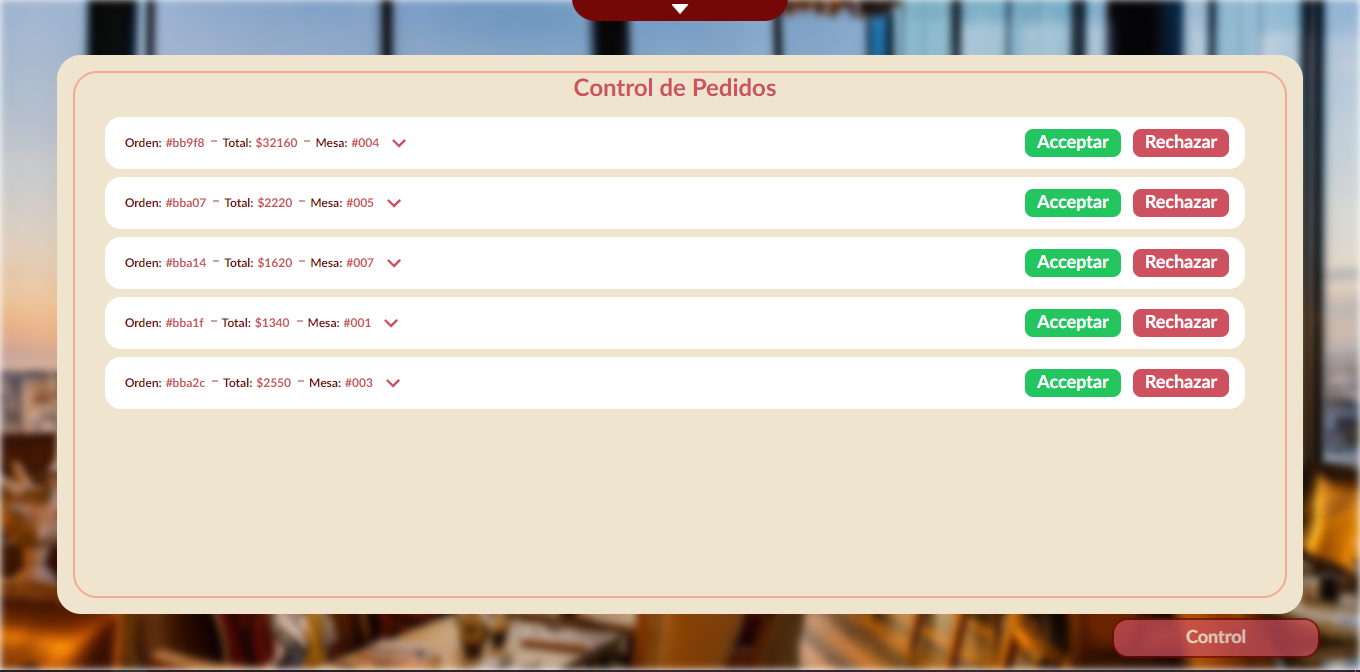 Control de Pedidos
Orden: #bb9f8 - Total: $32160 - Mesa: #004 Acceptar Rechazar
Orden: #bba07 - Total: $2220 - Mesa: #005 Acceptar Rechazar
Orden: #bba14 - Total: $1620 - Mesa: #007 Acceptar Rechazar
Orden: #bba1f - Total: $1340 - Mesa: #001 Acceptar Rechazar
Orden: #bba2c - Total: $2550 - Mesa: #003 Acceptar Rechazar
Control